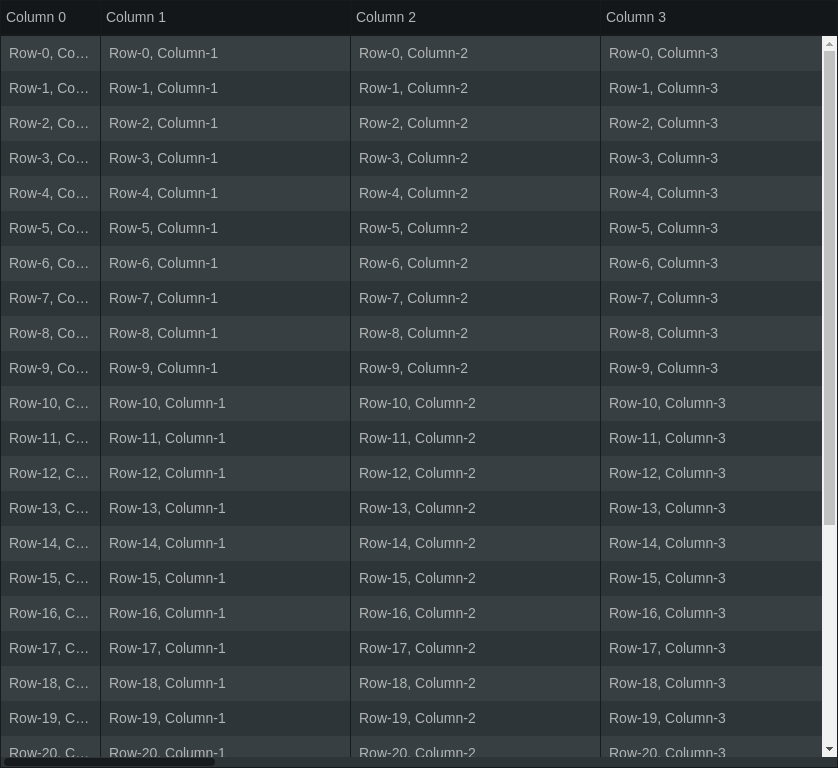 Column 0 Column 1 Column 2 Column 3
Row-0, Co… Row-0, Column-1 Row-0, Column-2 Row-0, Column-3
Row-1, Co… Row-1, Column-1 Row-1, Column-2 Row-1, Column-3
Row-2, Co… Row-2, Column-1 Row-2, Column-2 Row-2, Column-3
Row-3, Co… Row-3, Column-1 Row-3, Column-2 Row-3, Column-3
Row-4, Co… Row-4, Column-1 Row-4, Column-2 Row-4, Column-3
Row-5, Co… Row-5, Column-1 Row-5, Column-2 Row-5, Column-3
Row-6, Co… Row-6, Column-1 Row-6, Column-2 Row-6, Column-3
Row-7, Co… Row-7, Column-1 Row-7, Column-2 Row-7, Column-3
Row-8, Co… Row-8, Column-1 Row-8, Column-2 Row-8, Column-3
Row-9, Co… Row-9, Column-1 Row-9, Column-2 Row-9, Column-3
Row-10, C… Row-10, Column-1 Row-10, Column-2 Row-10, Column-3
Row-11, C… Row-11, Column-1 Row-11, Column-2 Row-11, Column-3
Row-12, C… Row-12, Column-1 Row-12, Column-2 Row-12, Column-3
Row-13, C… Row-13, Column-1 Row-13, Column-2 Row-13, Column-3
Row-14, C… Row-14, Column-1 Row-14, Column-2 Row-14, Column-3
Row-15, C… Row-15, Column-1 Row-15, Column-2 Row-15, Column-3
Row-16, C… Row-16, Column-1 Row-16, Column-2 Row-16, Column-3
Row-17, C… Row-17, Column-1 Row-17, Column-2 Row-17, Column-3
Row-18, C… Row-18, Column-1 Row-18, Column-2 Row-18, Column-3
Row-19, C… Row-19, Column-1 Row-19, Column-2 Row-19, Column-3
Row-20, C… Row-20, Column-1 Row-20, Column-2 Row-20, Column-3